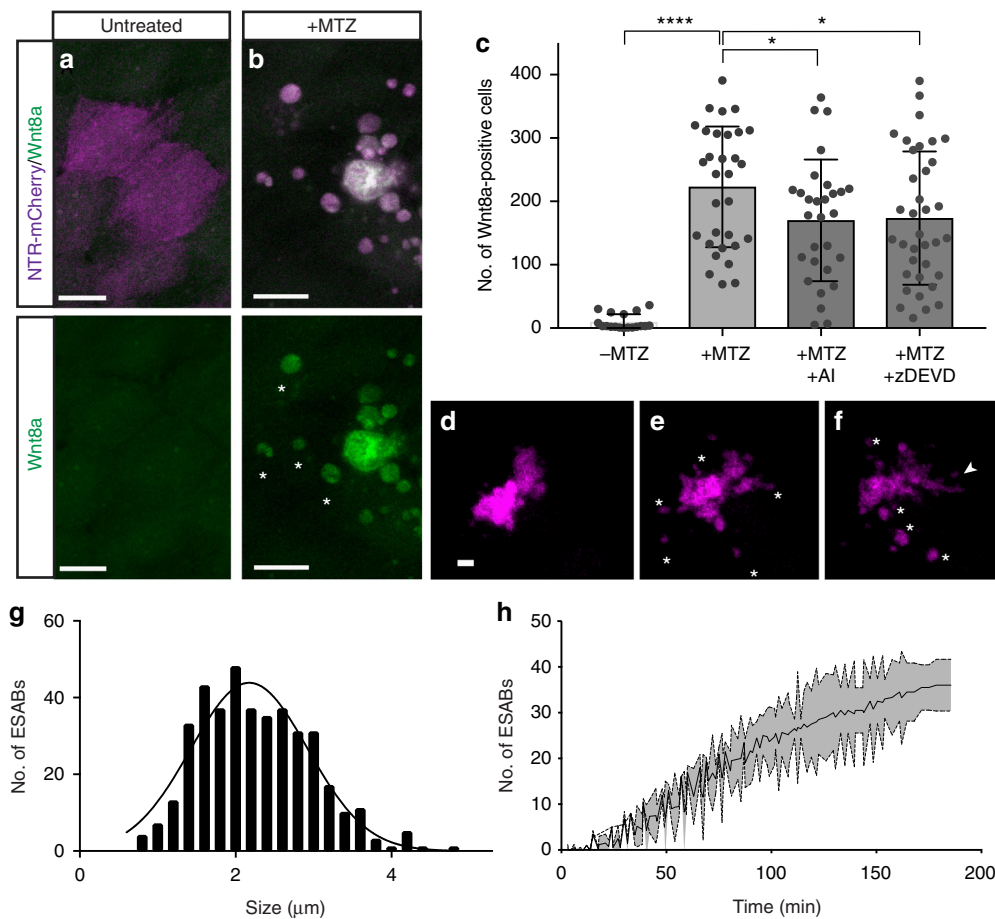 Untreated
+MTZ
a
b
NTR-mCherry/Wnt8a
Wnt8a
*
*
*
*
c
****
*
*
No. of Wnt8a-positive cells
400
300
200
100
0
–MTZ
+MTZ
+MTZ
+AI
+MTZ
+zDEVD
d
e
*
*
*
*
*
f
*
*
*
*
g
No. of ESABs
60
40
20
0
0
2
4
Size (μm)
h
No. of ESABs
50
40
30
20
10
0
0
50
100
150
200
Time (min)